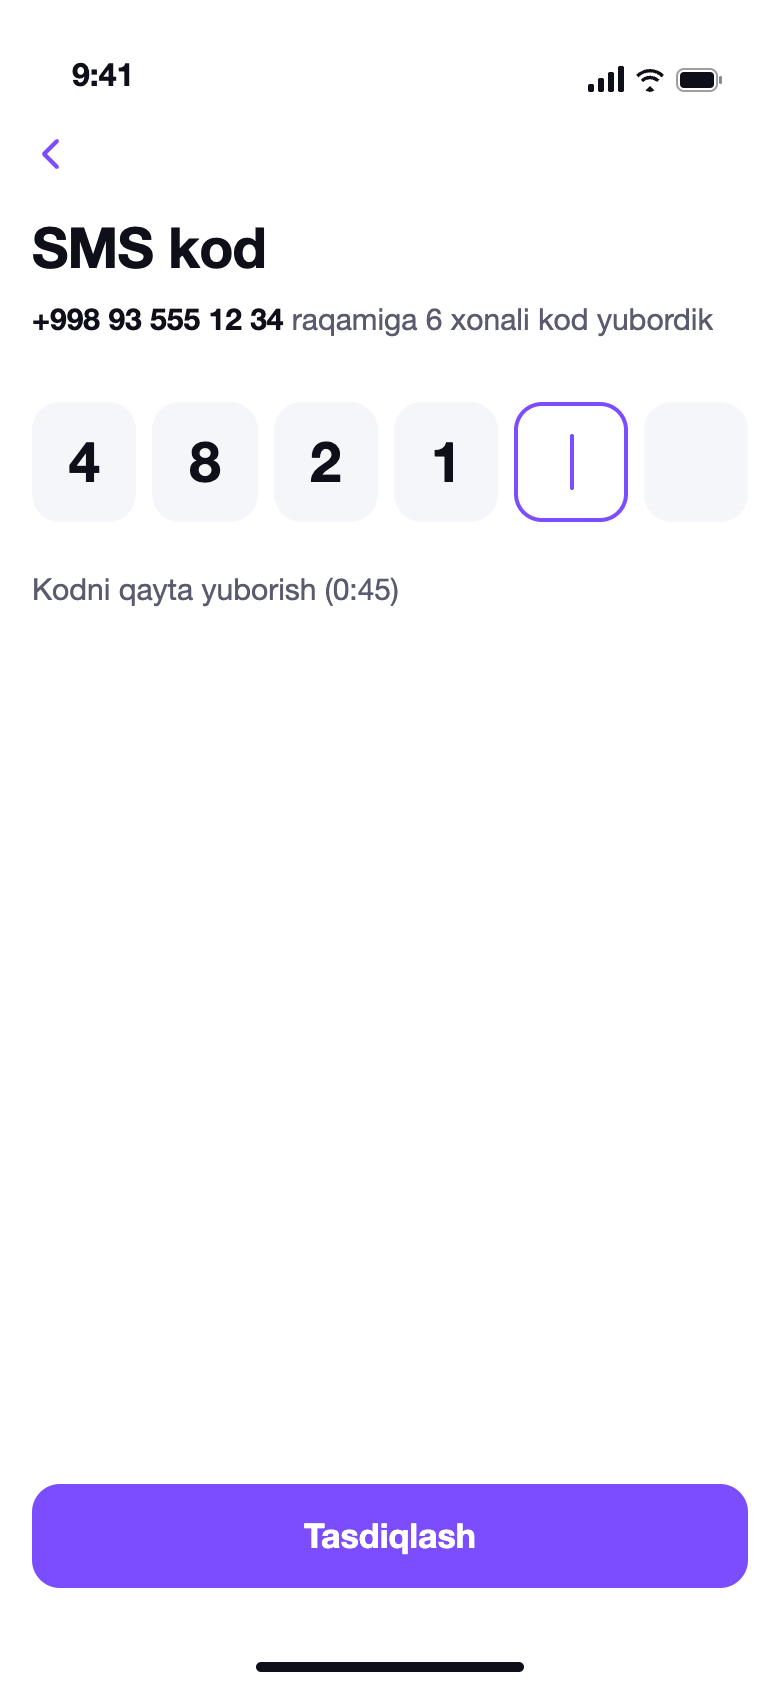 9:41
SMS kod
+998 93 555 12 34 raqamiga 6 xonali kod yubordik
4 8 2 1
Kodni qayta yuborish (0:45)
Tasdiqlash